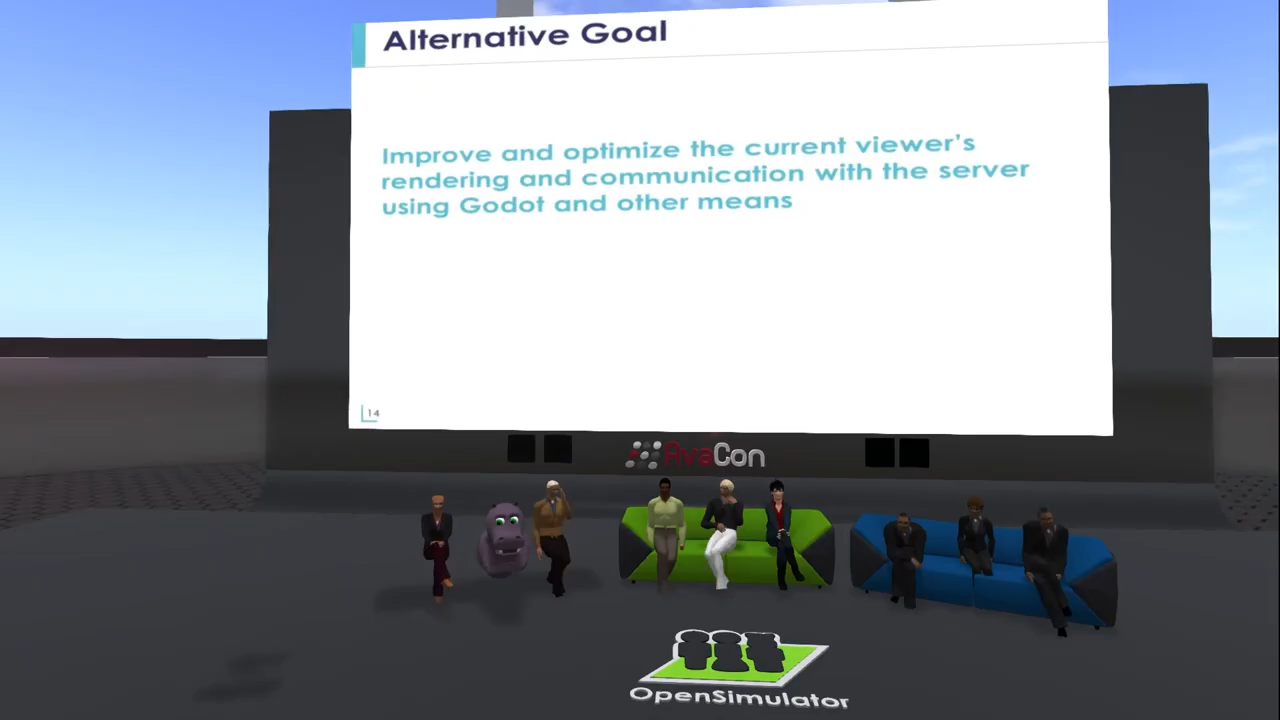 Alternative Goal
Improve and optimize the current viewer's
rendering and communication with the server
using Godot and other means
14
AvaCon
OpenSimulator